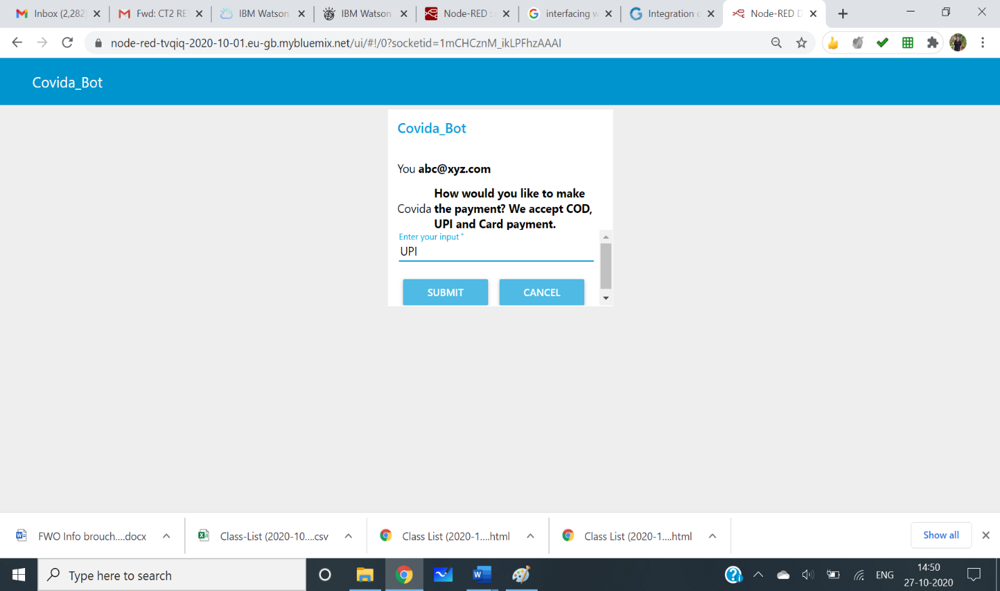 Inbox (2,282
Fwd: CT2 RE
IBM Watson
IBM Watson
Node-RED :
interfacing w
Integration c
Node-RED D
node-red-tvqiq-2020-10-01.eu-gb.mybluemix.net/ui/#!/0?socketid=1mCHCznM_ikLPFhzAAAI
Covida_Bot
Covida_Bot
You abc@xyz.com
How would you like to make
Covida the payment? We accept COD,
UPI and Card payment.
Enter your input *
UPI
SUBMIT CANCEL
FWO Info brouch....docx
Class-List (2020-10....csv
Class List (2020-1....html
Class List (2020-1....html
Show all
Type here to search
ENG
14:50
27-10-2020